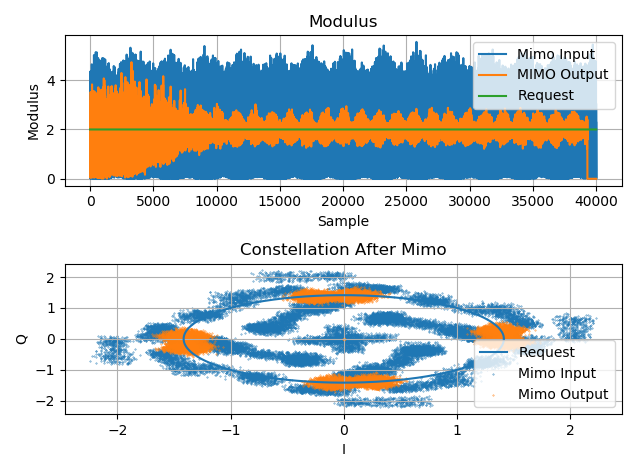 Modulus
Mimo Input
MIMO Output
Request
Modulus
4
2
0
0 5000 10000 15000 20000 25000 30000 35000 40000
Sample
Constellation After Mimo
Request
Mimo Input
Mimo Output
Q
2
1
0
−1
−2
−2 −1 0 1 2
I